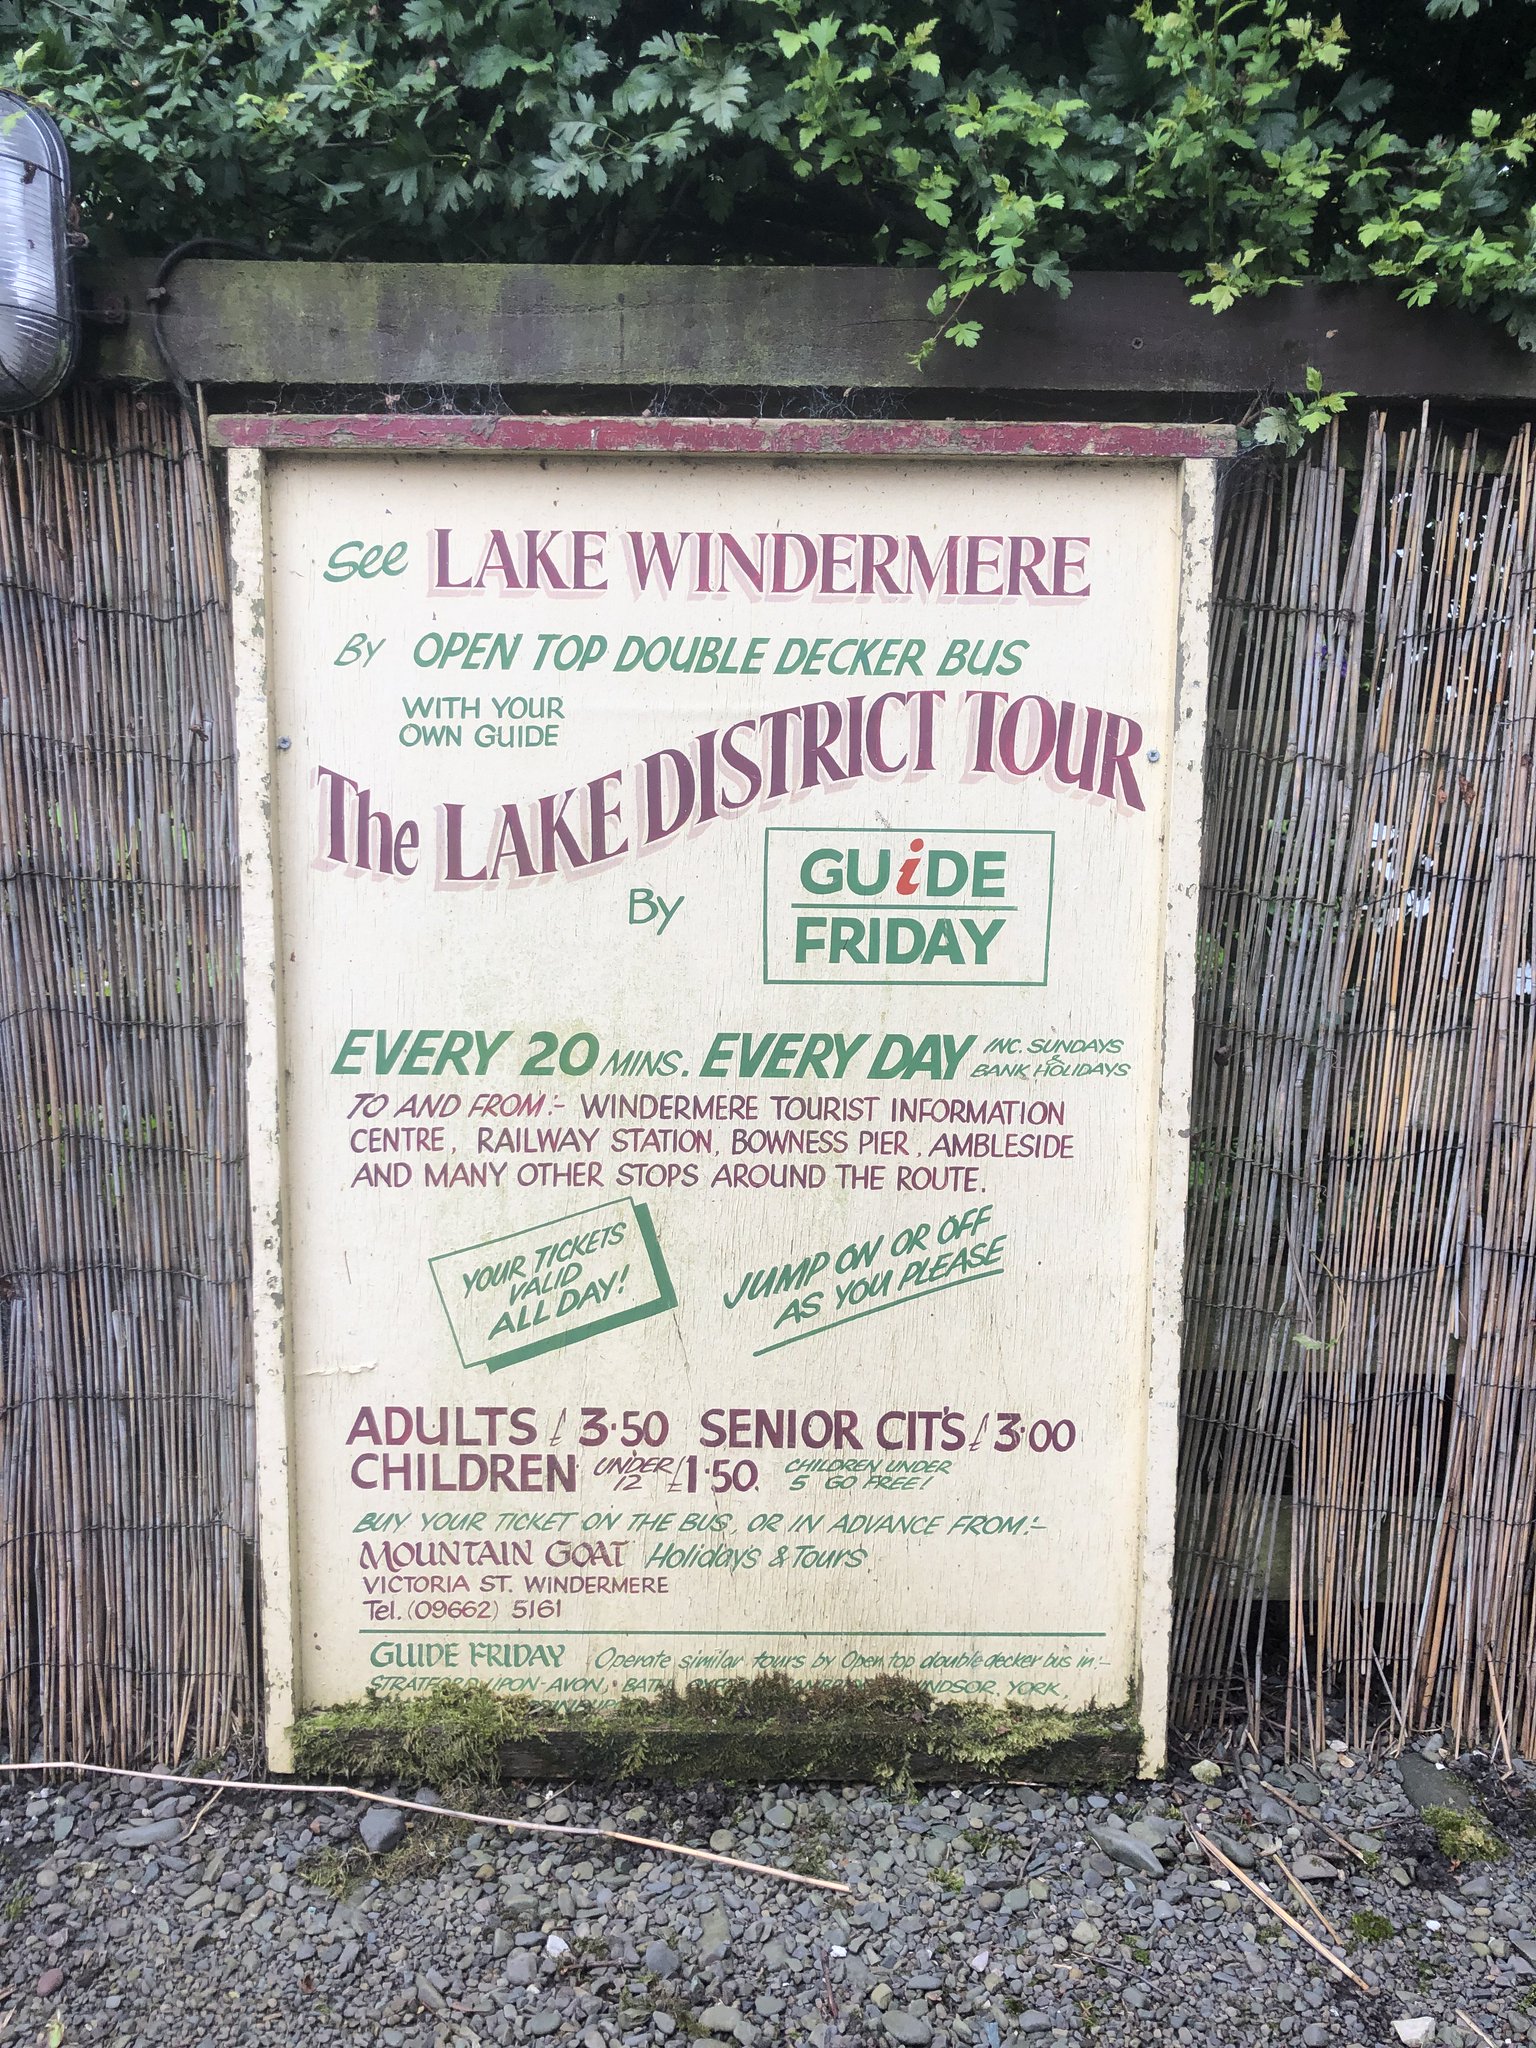 See LAKE WINDERMERE
By OPEN TOP DOUBLE DECKER BUS
WITH YOUR
OWN GUIDE
The LAKE DISTRICT TOUR
By
GUiDE
FRIDAY
EVERY 20 MINS. EVERY DAY INC. SUNDAYS
& BANK HOLIDAYS
TO AND FROM:- WINDERMERE TOURIST INFORMATION
CENTRE, RAILWAY STATION, BOWNESS PIER, AMBLESIDE
AND MANY OTHER STOPS AROUND THE ROUTE.
YOUR TICKETS
VALID
ALL DAY!
JUMP ON OR OFF
AS YOU PLEASE
ADULTS £3·50 SENIOR CIT'S £3·00
CHILDREN UNDER 12 £1·50. CHILDREN UNDER 5 GO FREE!
BUY YOUR TICKET ON THE BUS, OR IN ADVANCE FROM:-
MOUNTAIN GOAT Holidays & Tours
VICTORIA ST. WINDERMERE
Tel. (09662) 5161
GUIDE FRIDAY Operate similar tours by Open top double decker bus in:-
STRATFORD UPON-AVON, BATH, WINDSOR, YORK,